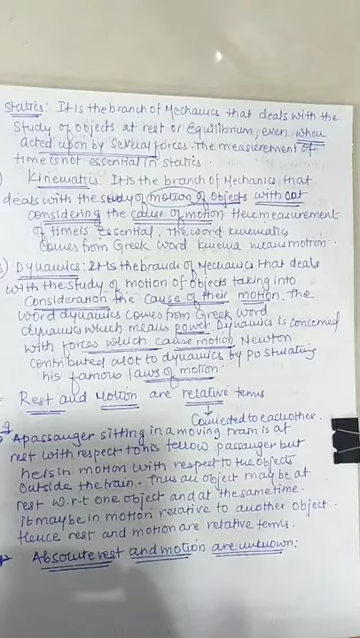 Statics: It is the branch of Mechanics that deals with the
study of objects at rest or Equilibrium, even when
acted upon by several forces. The measurement of
time is not essential in statics.
) Kinematics: It is the branch of Mechanics that
deals with the study of motion of objects with out
considering the cause of motion Here measurement
of time is essential. The word kinematics
comes from Greek word means motion.
) Dynamics: It is the branch of Mechanics that deals
with the study of motion of objects taking into
Consideration the cause of their motion. The
word dynamics comes from Greek word
dynamis which means power. Dynamics is concerned
with forces which cause motion. Newton
contributed a lot to dynamics by postulating
his famous laws of motion.
Rest and Motion are relative terms
Connected to each other.
A passanger sitting in a moving train is at
rest with respect to his fellow passanger but
he is in motion with respect to the objects
outside the train. Thus an object may be at
rest w.r.t one object and at the same time.
it may be in motion relative to another object.
Hence rest and motion are relative terms.
Absolute rest and motion are unknown: